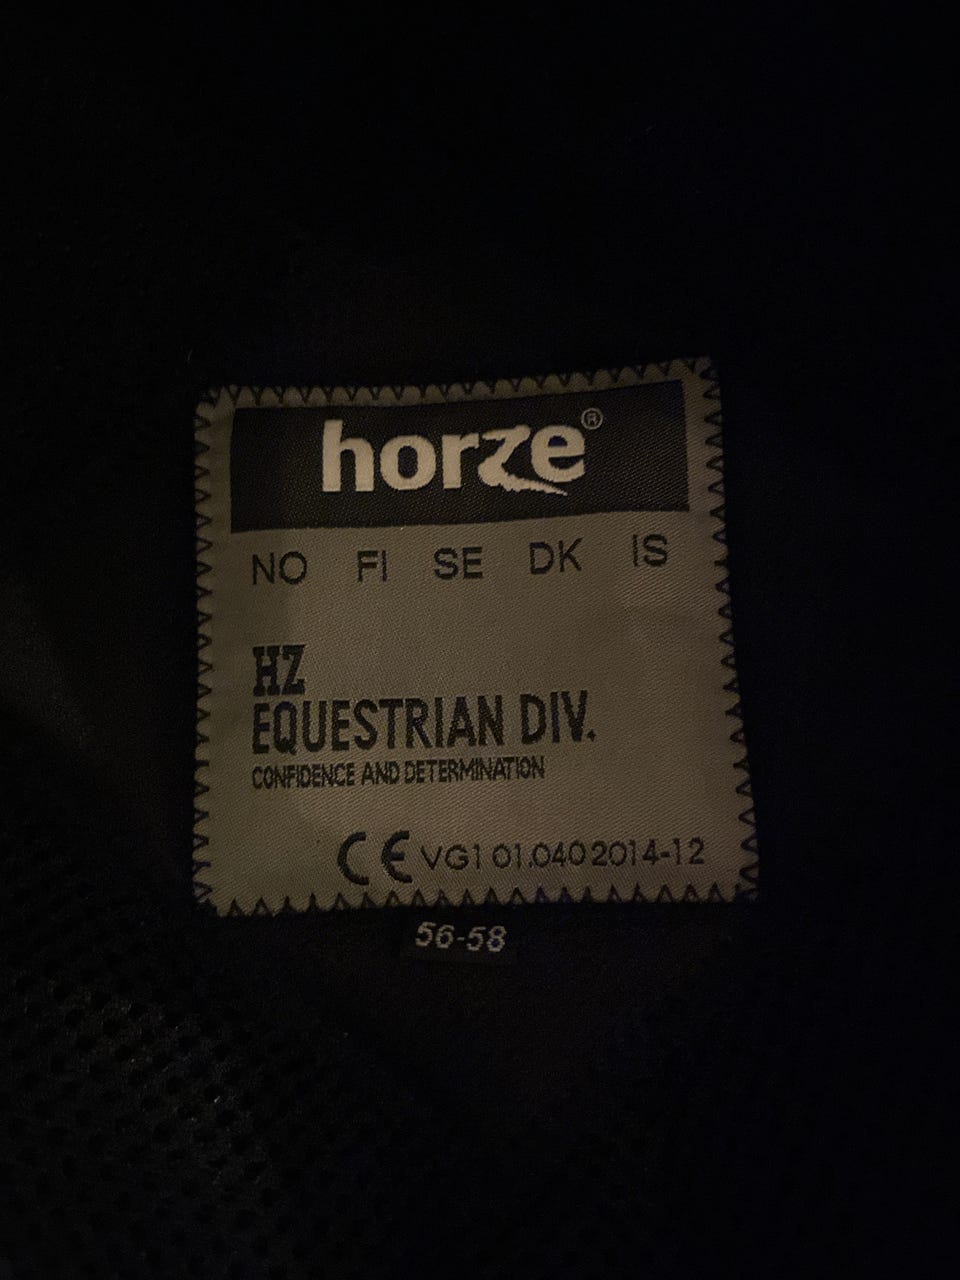 horze®
NO FI SE DK IS
HZ
EQUESTRIAN DIV.
CONFIDENCE AND DETERMINATION
CE VG1 01.040 2014-12
56-58